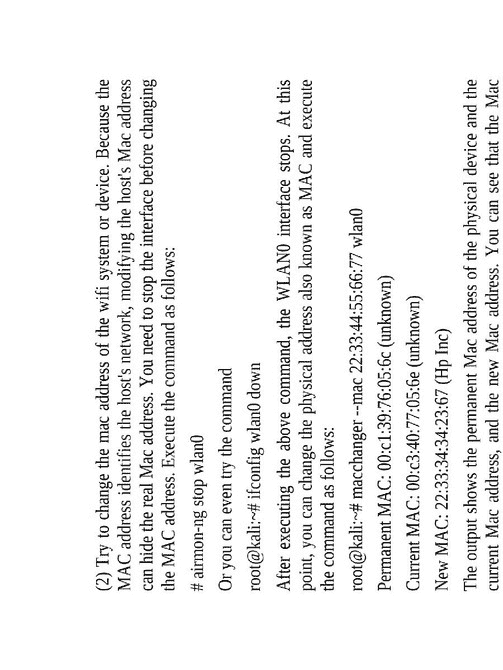 (2) Try to change the mac address of the wifi system or device. Because the
MAC address identifies the host's network, modifying the host's Mac address
can hide the real Mac address. You need to stop the interface before changing
the MAC address. Execute the command as follows:
# airmon-ng stop wlan0
Or you can even try the command
root@kali:~# ifconfig wlan0 down
After executing the above command, the WLAN0 interface stops. At this
point, you can change the physical address also known as MAC and execute
the command as follows:
root@kali:~# macchanger --mac 22:33:44:55:66:77 wlan0
Permanent MAC: 00:c1:39:76:05:6c (unknown)
Current MAC: 00:c3:40:77:05:6e (unknown)
New MAC: 22:33:34:34:23:67 (Hp Inc)
The output shows the permanent Mac address of the physical device and the
current Mac address, and the new Mac address. You can see that the Mac